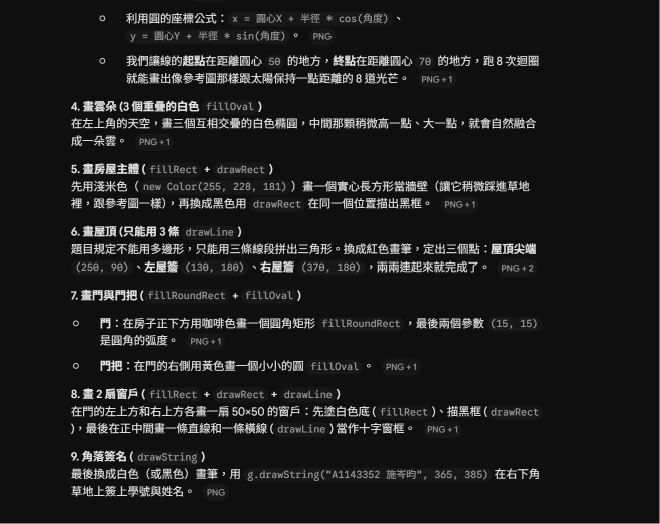 利用圓的座標公式： x = 圓心X + 半徑 * cos(角度) 、
y = 圓心Y + 半徑 * sin(角度) 。 PNG
我們讓線的起點在距離圓心 50 的地方，終點在距離圓心 70 的地方，跑 8 次迴圈
就能畫出像參考圖那樣跟太陽保持一點距離的 8 道光芒。 PNG +1
4. 畫雲朵 (3 個重疊的白色 fillOval )
在左上角的天空，畫三個互相交疊的白色橢圓，中間那顆稍微高一點、大一點，就會自然融合
成一朵雲。 PNG +1
5. 畫房屋主體 ( fillRect + drawRect )
先用淺米色（ new Color(255, 228, 181) ）畫一個實心長方形當牆壁（讓它稍微踩進草地
裡，跟參考圖一樣），再換成黑色用 drawRect 在同一個位置描出黑框。 PNG +1
6. 畫屋頂 (只能用 3 條 drawLine )
題目規定不能用多邊形，只能用三條線段拼出三角形。換成紅色畫筆，定出三個點：屋頂尖端
(250, 90) 、左屋簷 (130, 180) 、右屋簷 (370, 180) ，兩兩連起來就完成了。 PNG +2
7. 畫門與門把 ( fillRoundRect + fillOval )
門：在房子正下方用咖啡色畫一個圓角矩形 fillRoundRect ，最後兩個參數 (15, 15)
是圓角的弧度。 PNG +1
門把：在門的右側用黃色畫一個小小的圓 fillOval 。 PNG +1
8. 畫 2 扇窗戶 ( fillRect + drawRect + drawLine )
在門的左上方和右上方各畫一扇 50×50 的窗戶：先塗白色底 ( fillRect )、描黑框 ( drawRect
)，最後在正中間畫一條直線和一條橫線 ( drawLine ) 當作十字窗框。 PNG +1
9. 角落簽名 ( drawString )
最後換成白色（或黑色）畫筆，用 g.drawString("A1143352 施岑昀", 365, 385) 在右下角
草地上簽上學號與姓名。 PNG